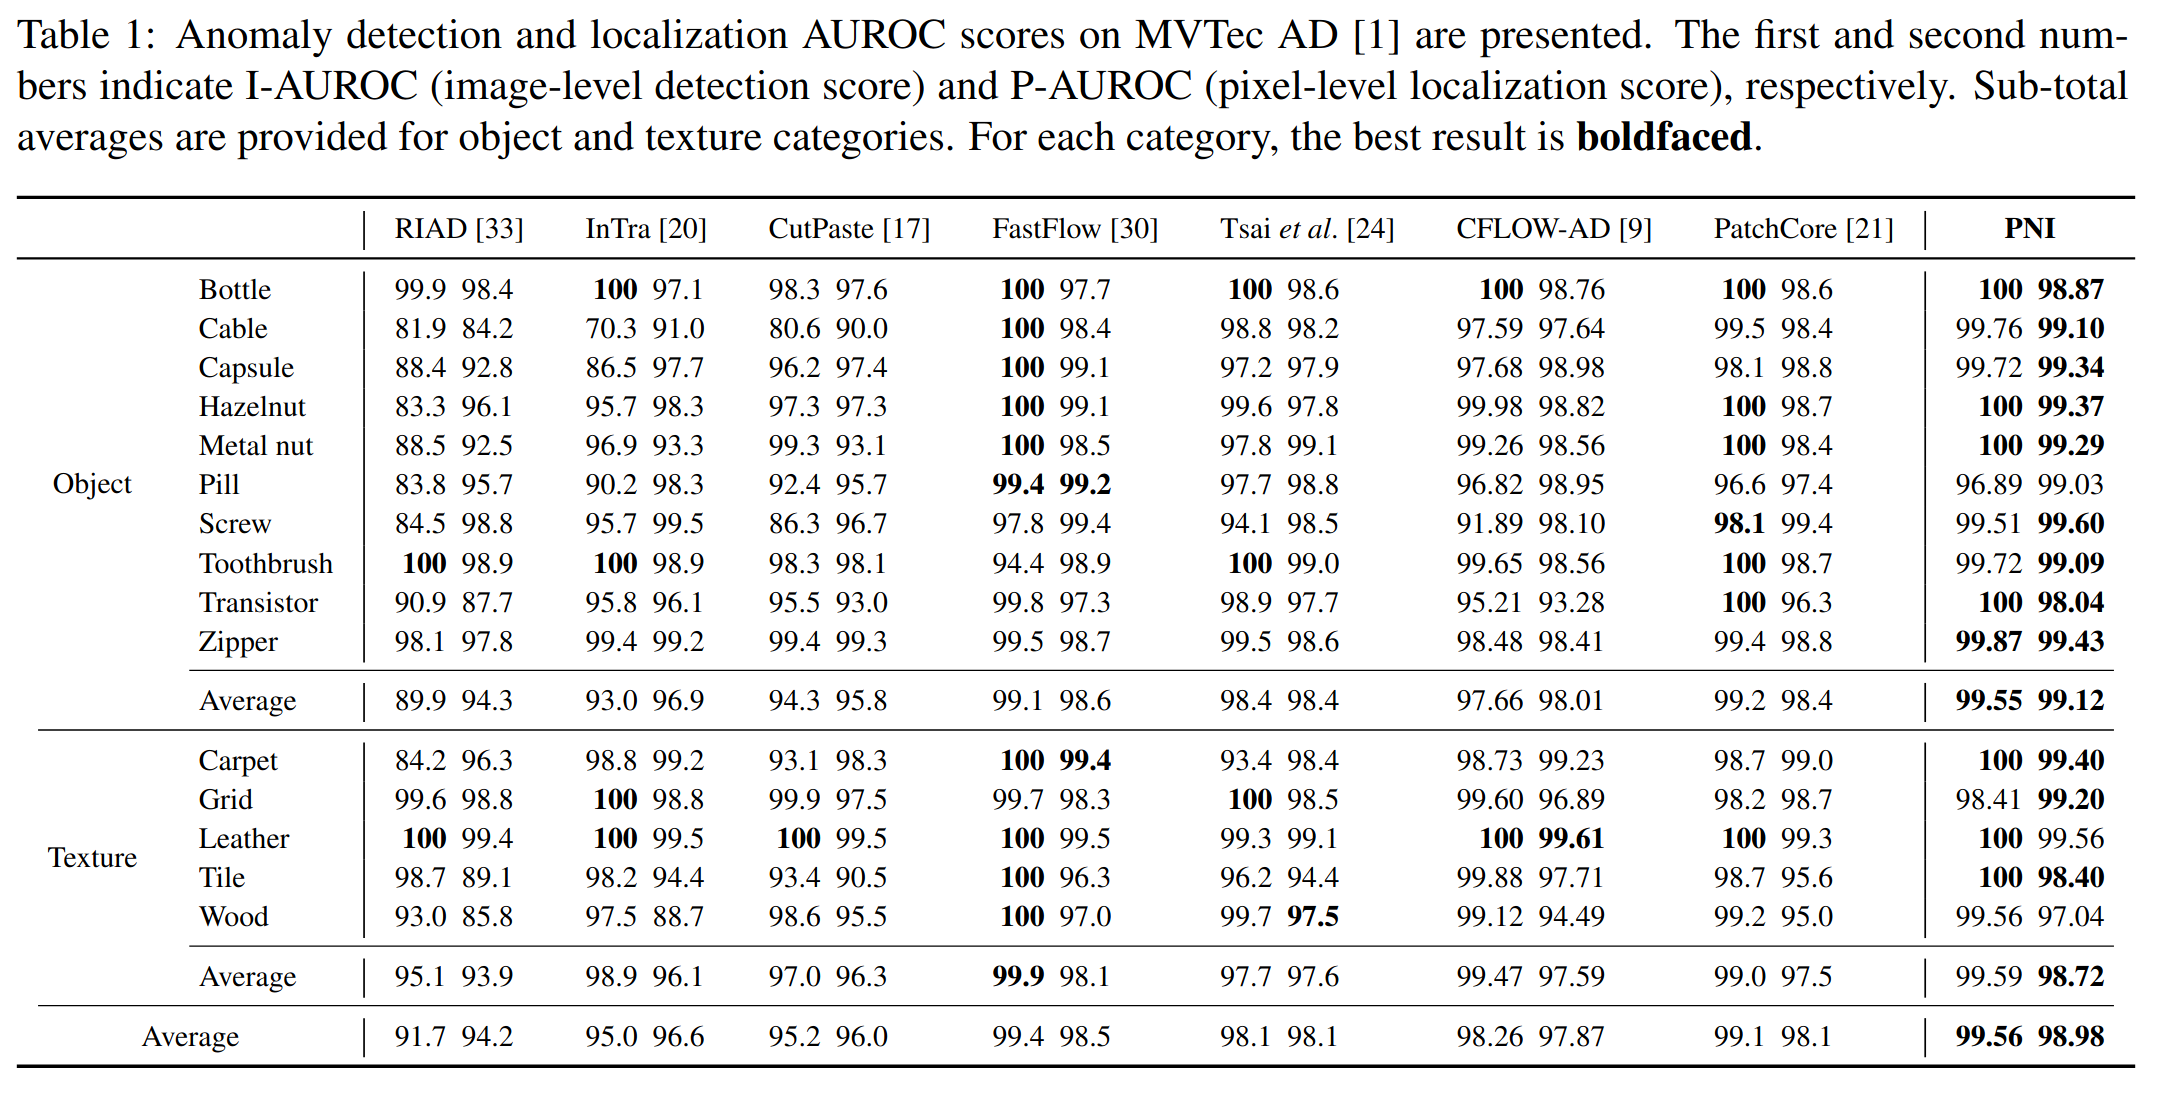 Table 1: Anomaly detection and localization AUROC scores on MVTec AD [1] are presented. The first and second num-
bers indicate I-AUROC (image-level detection score) and P-AUROC (pixel-level localization score), respectively. Sub-total
averages are provided for object and texture categories. For each category, the best result is boldfaced.
RIAD [33] InTra [20] CutPaste [17] FastFlow [30] Tsai et al. [24] CFLOW-AD [9] PatchCore [21] PNI
Bottle 99.9 98.4 100 97.1 98.3 97.6 100 97.7 100 98.6 100 98.76 100 98.6 100 98.87
Cable 81.9 84.2 70.3 91.0 80.6 90.0 100 98.4 98.8 98.2 97.59 97.64 99.5 98.4 99.76 99.10
Capsule 88.4 92.8 86.5 97.7 96.2 97.4 100 99.1 97.2 97.9 97.68 98.98 98.1 98.8 99.72 99.34
Hazelnut 83.3 96.1 95.7 98.3 97.3 97.3 100 99.1 99.6 97.8 99.98 98.82 100 98.7 100 99.37
Metal nut 88.5 92.5 96.9 93.3 99.3 93.1 100 98.5 97.8 99.1 99.26 98.56 100 98.4 100 99.29
Object Pill 83.8 95.7 90.2 98.3 92.4 95.7 99.4 99.2 97.7 98.8 96.82 98.95 96.6 97.4 96.89 99.03
Screw 84.5 98.8 95.7 99.5 86.3 96.7 97.8 99.4 94.1 98.5 91.89 98.10 98.1 99.4 99.51 99.60
Toothbrush 100 98.9 100 98.9 98.3 98.1 94.4 98.9 100 99.0 99.65 98.56 100 98.7 99.72 99.09
Transistor 90.9 87.7 95.8 96.1 95.5 93.0 99.8 97.3 98.9 97.7 95.21 93.28 100 96.3 100 98.04
Zipper 98.1 97.8 99.4 99.2 99.4 99.3 99.5 98.7 99.5 98.6 98.48 98.41 99.4 98.8 99.87 99.43
Average 89.9 94.3 93.0 96.9 94.3 95.8 99.1 98.6 98.4 98.4 97.66 98.01 99.2 98.4 99.55 99.12
Carpet 84.2 96.3 98.8 99.2 93.1 98.3 100 99.4 93.4 98.4 98.73 99.23 98.7 99.0 100 99.40
Grid 99.6 98.8 100 98.8 99.9 97.5 99.7 98.3 100 98.5 99.60 96.89 98.2 98.7 98.41 99.20
Leather 100 99.4 100 99.5 100 99.5 100 99.5 99.3 99.1 100 99.61 100 99.3 100 99.56
Texture
Tile 98.7 89.1 98.2 94.4 93.4 90.5 100 96.3 96.2 94.4 99.88 97.71 98.7 95.6 100 98.40
Wood 93.0 85.8 97.5 88.7 98.6 95.5 100 97.0 99.7 97.5 99.12 94.49 99.2 95.0 99.56 97.04
Average 95.1 93.9 98.9 96.1 97.0 96.3 99.9 98.1 97.7 97.6 99.47 97.59 99.0 97.5 99.59 98.72
Average 91.7 94.2 95.0 96.6 95.2 96.0 99.4 98.5 98.1 98.1 98.26 97.87 99.1 98.1 99.56 98.98